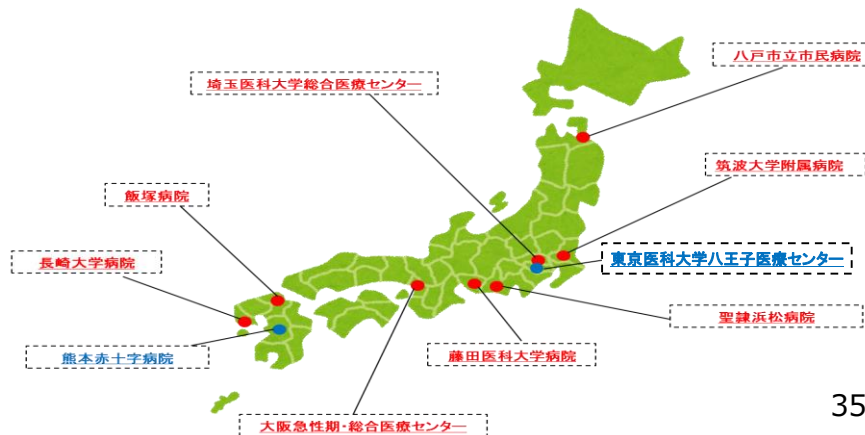 八戸市立市民病院
埼玉医科大学総合医療センター
筑波大学附属病院
飯塚病院
長崎大学病院
東京医科大学八王子医療センター
聖隷浜松病院
熊本赤十字病院
藤田医科大学病院
大阪急性期・総合医療センター
35